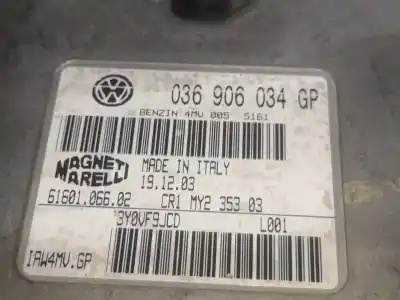 036 906 034 GP
BENZIN 4MV 005 5161
MAGNETI
MARELLI
MADE IN ITALY
19.12.03
61601.066.02 CR1 MY2 353 03
3Y0VF9JCD L001
IAW4MV.GP